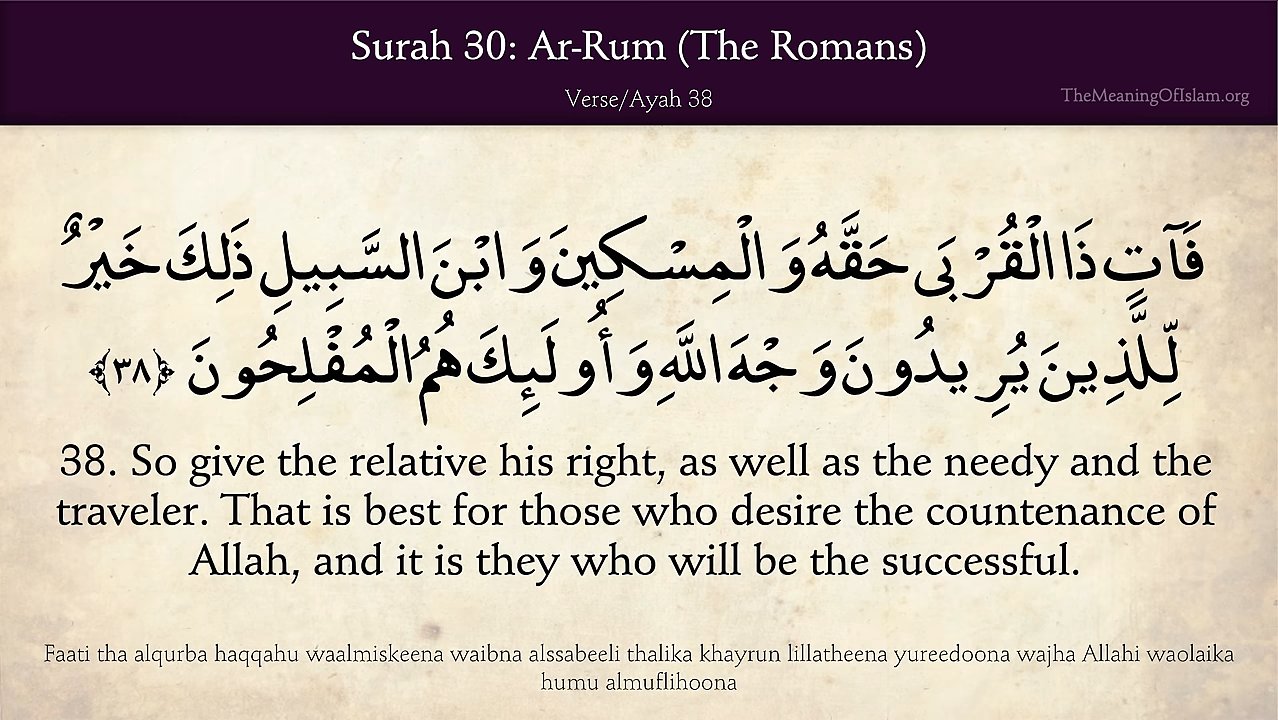 Surah 30: Ar-Rum (The Romans)
Verse/Ayah 38
TheMeaningOfIslam.org
فَآتِ ذَا الْقُرْبَى حَقَّهُ وَالْمِسْكِينَ وَابْنَ السَّبِيلِ ذَلِكَ خَيْرٌ
لِّلَّذِينَ يُرِيدُونَ وَجْهَ اللَّهِ وَأُولَئِكَ هُمُ الْمُفْلِحُونَ ﴿٣٨﴾
38. So give the relative his right, as well as the needy and the
traveler. That is best for those who desire the countenance of
Allah, and it is they who will be the successful.
Faati tha alqurba haqqahu waalmiskeena waibna alssabeeli thalika khayrun lillatheena yureedoona wajha Allahi waolaika
humu almuflihoona